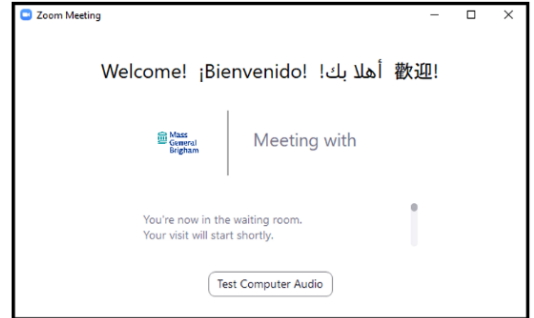 Zoom Meeting
Welcome! ¡Bienvenido! أهلا بك! 歡迎!
Mass
General
Brigham
Meeting with
You're now in the waiting room.
Your visit will start shortly.
Test Computer Audio